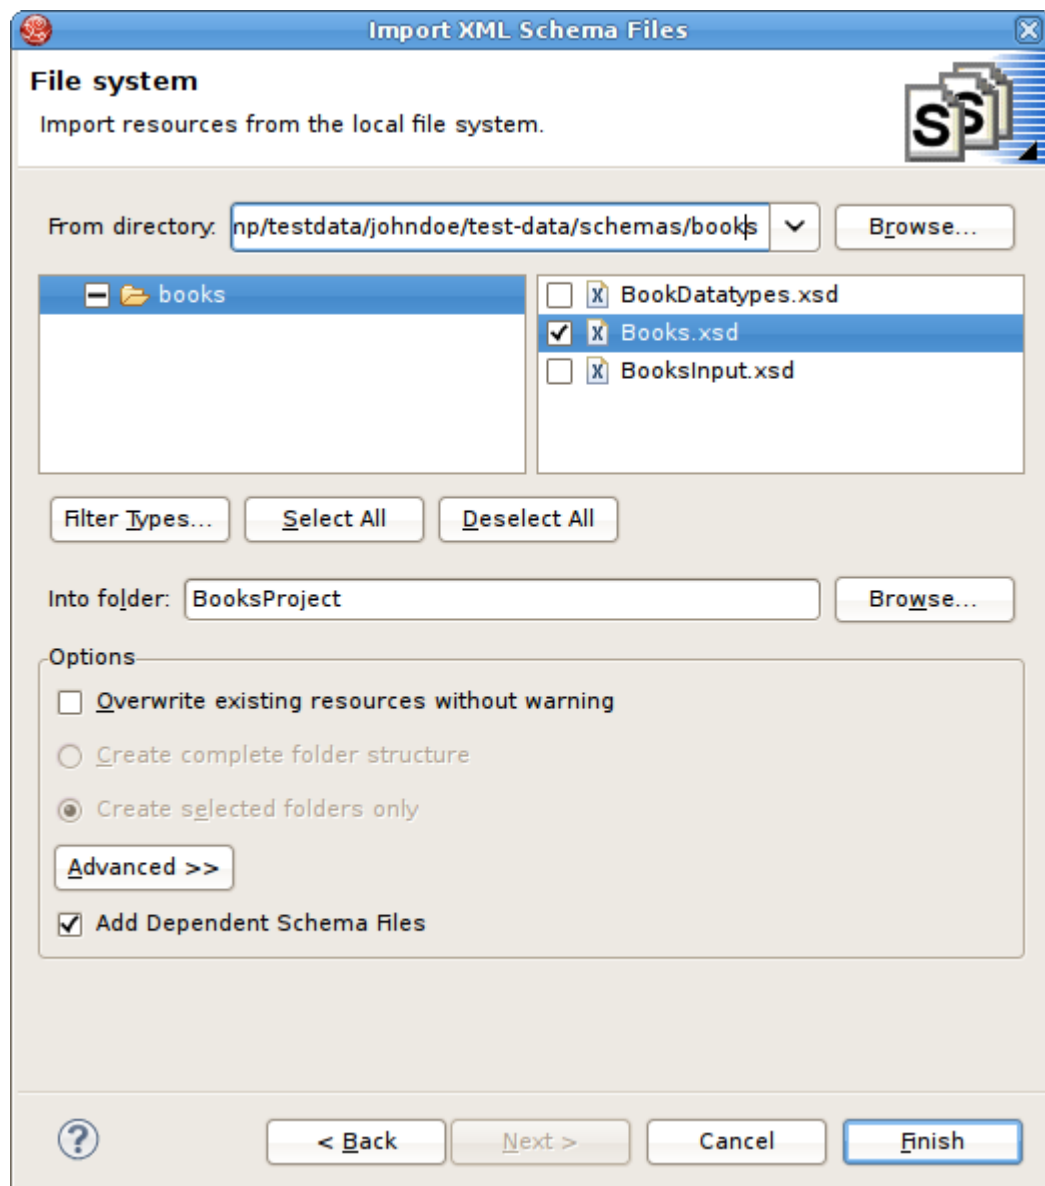 Import XML Schema Files
File system
Import resources from the local file system.
S S
From directory: np/testdata/johndoe/test-data/schemas/books Browse...
books
BookDatatypes.xsd
Books.xsd
BooksInput.xsd
Filter Types... Select All Deselect All
Into folder: BooksProject Browse...
Options
Overwrite existing resources without warning
Create complete folder structure
Create selected folders only
Advanced >>
Add Dependent Schema Files
? < Back Next > Cancel Finish